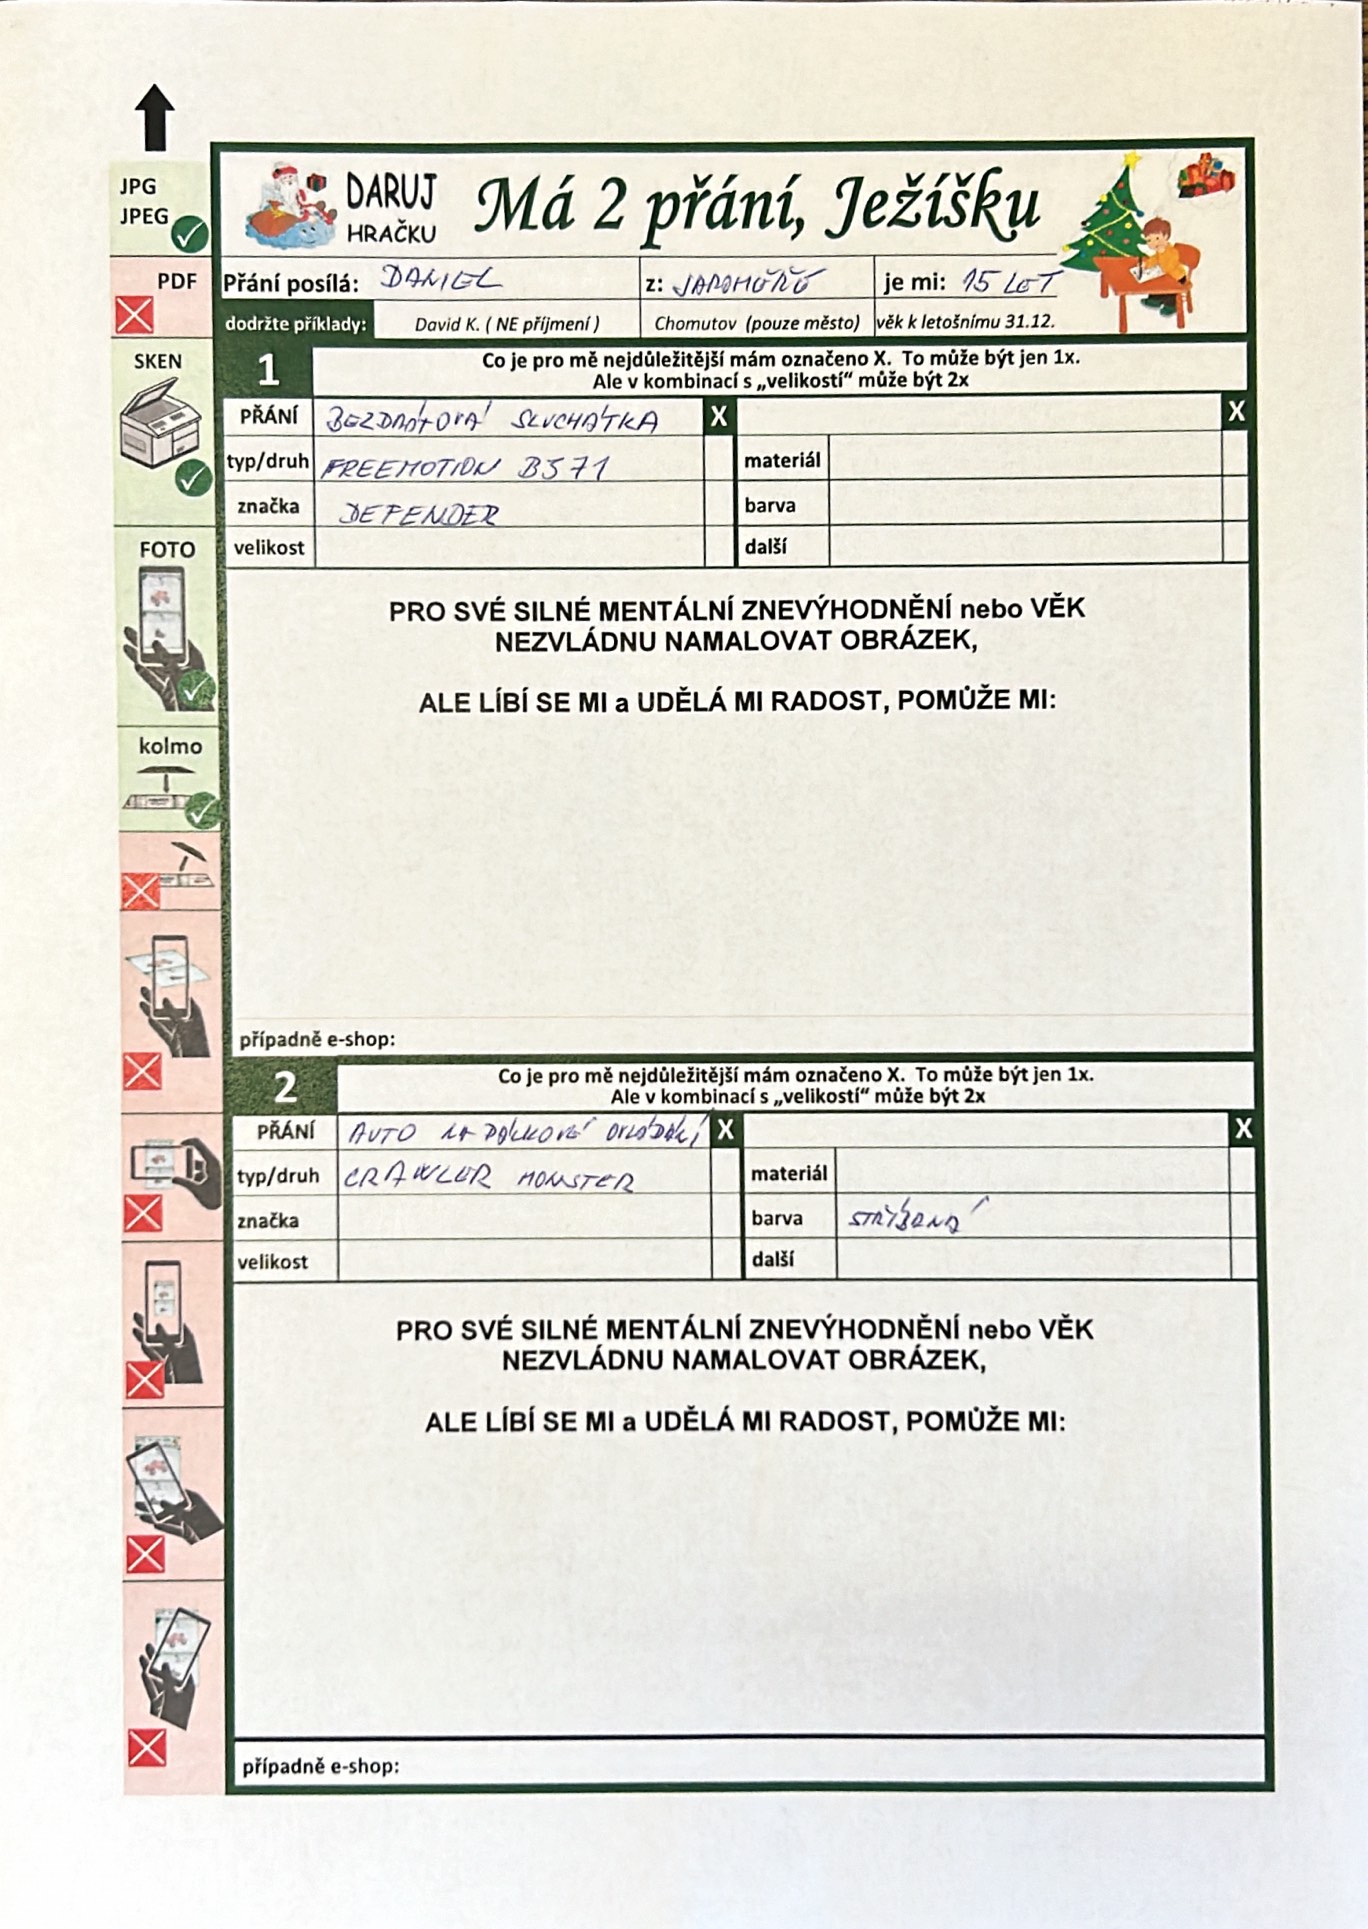 JPG
JPEG
PDF
SKEN
FOTO
kolmo
DARUJ
HRAČKU
Má 2 přání, Ježíšku
Přání posílá: DANIEL z: JAROMĚŘ je mi: 15 LET
dodržte příklady: David K. ( NE příjmení ) Chomutov (pouze město) věk k letošnímu 31.12.
1 Co je pro mě nejdůležitější mám označeno X. To může být jen 1x.
Ale v kombinací s „velikostí“ může být 2x
PŘÁNÍ BEZDRÁTOVÁ SLUCHÁTKA X X
typ/druh FREEMOTION B571 materiál
značka DEFENDER barva
velikost další
PRO SVÉ SILNÉ MENTÁLNÍ ZNEVÝHODNĚNÍ nebo VĚK
NEZVLÁDNU NAMALOVAT OBRÁZEK,
ALE LÍBÍ SE MI a UDĚLÁ MI RADOST, POMŮŽE MI:
případně e-shop:
2 Co je pro mě nejdůležitější mám označeno X. To může být jen 1x.
Ale v kombinací s „velikostí“ může být 2x
PŘÁNÍ AUTO NA DÁLKOVÉ OVLÁDÁNÍ X X
typ/druh CRAWLER MONSTER materiál
značka barva STŘÍBRNÁ
velikost další
PRO SVÉ SILNÉ MENTÁLNÍ ZNEVÝHODNĚNÍ nebo VĚK
NEZVLÁDNU NAMALOVAT OBRÁZEK,
ALE LÍBÍ SE MI a UDĚLÁ MI RADOST, POMŮŽE MI:
případně e-shop: